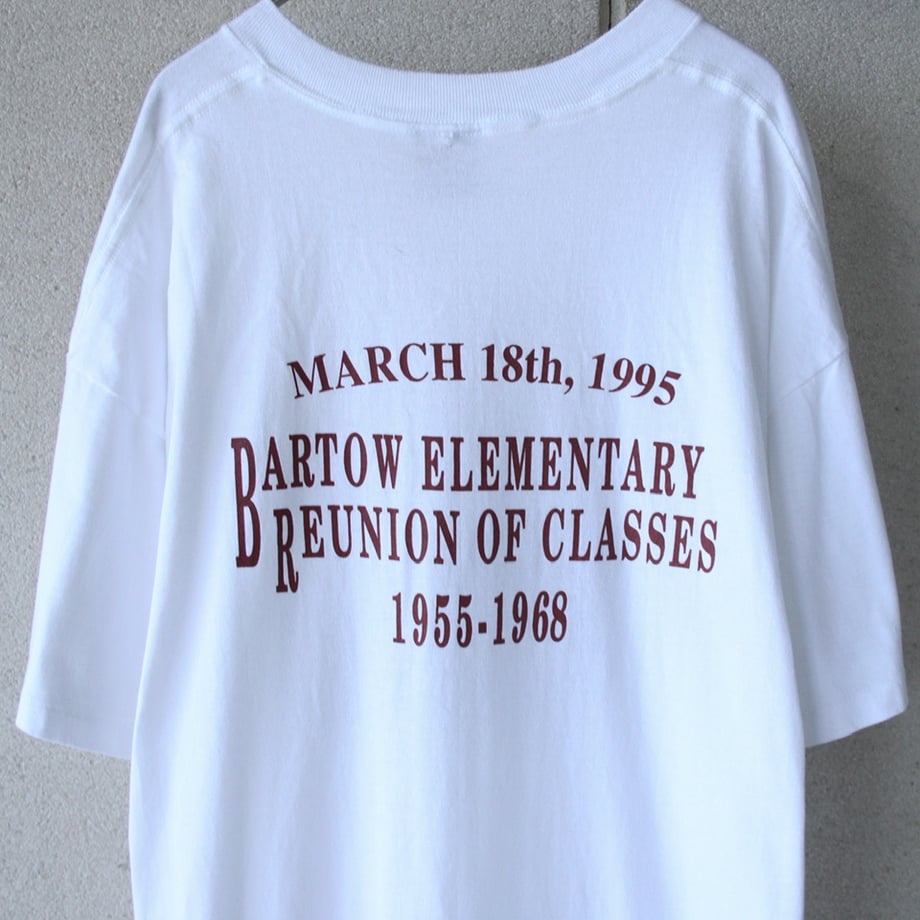 MARCH 18th, 1995
BARTOW ELEMENTARY
REUNION OF CLASSES
1955-1968